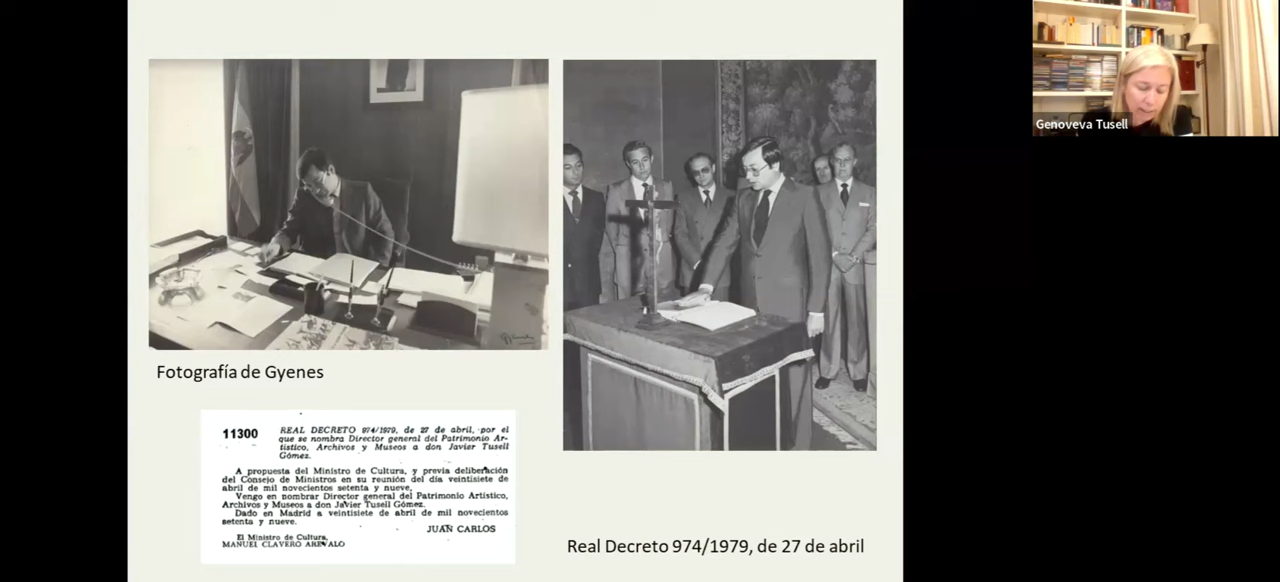 Genoveva Tusell
Fotografía de Gyenes
11300
REAL DECRETO 974/1979, de 27 de abril, por el
que se nombra Director general del Patrimonio Ar-
tístico, Archivos y Museos a don Javier Tusell
Gómez.
A propuesta del Ministro de Cultura, y previa deliberación
del Consejo de Ministros en su reunión del día veintisiete de
abril de mil novecientos setenta y nueve,
Vengo en nombrar Director general del Patrimonio Artístico,
Archivos y Museos a don Javier Tusell Gómez.
Dado en Madrid a veintisiete de abril de mil novecientos
setenta y nueve.
JUAN CARLOS
El Ministro de Cultura,
MANUEL CLAVERO AREVALO
Real Decreto 974/1979, de 27 de abril